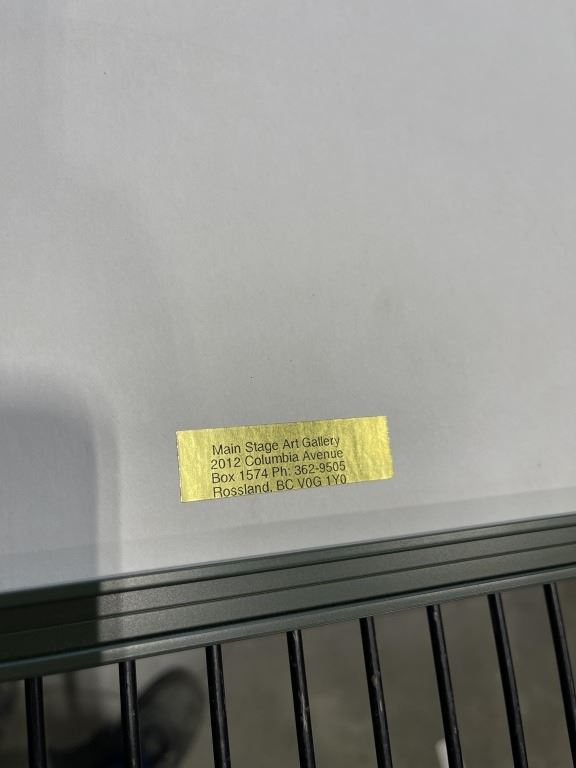 Main Stage Art Gallery
2012 Columbia Avenue
Box 1574 Ph: 362-9505
Rossland, BC V0G 1Y0